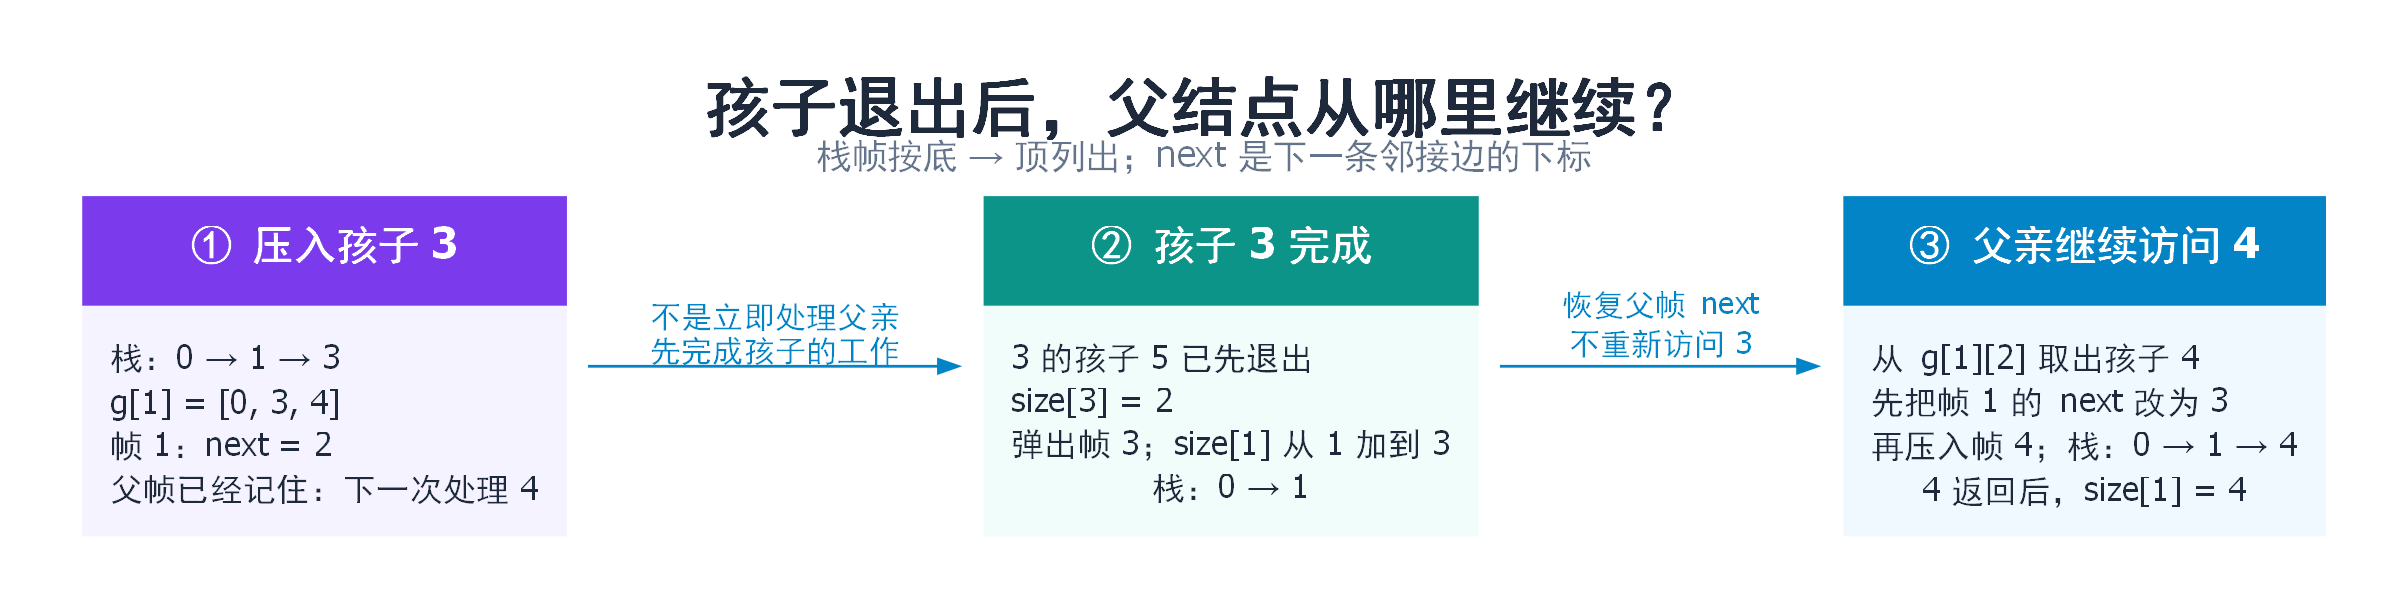 孩子退出后，父结点从哪里继续？
栈帧按底 → 顶列出；next 是下一条邻接边的下标
① 压入孩子 3
栈：0 → 1 → 3
g[1] = [0, 3, 4]
帧 1：next = 2
父帧已经记住：下一次处理 4
不是立即处理父亲
先完成孩子的工作
② 孩子 3 完成
3 的孩子 5 已先退出
size[3] = 2
弹出帧 3；size[1] 从 1 加到 3
栈：0 → 1
恢复父帧 next
不重新访问 3
③ 父亲继续访问 4
从 g[1][2] 取出孩子 4
先把帧 1 的 next 改为 3
再压入帧 4；栈：0 → 1 → 4
4 返回后，size[1] = 4